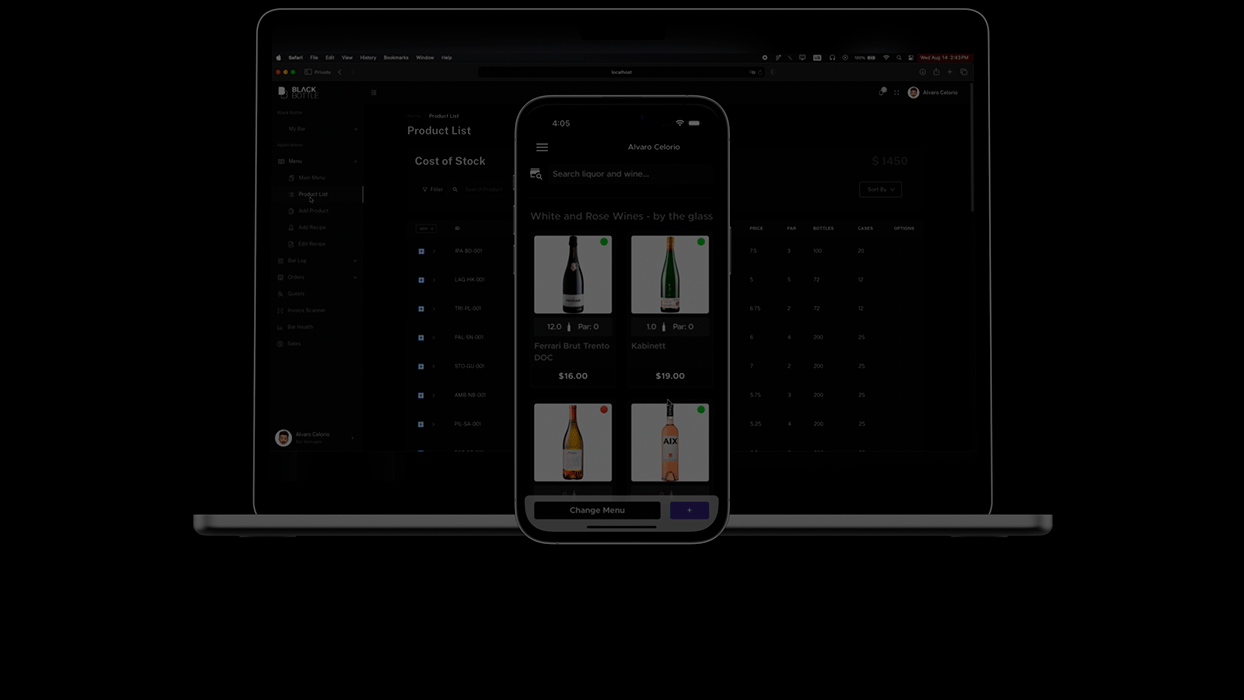 Safari File Edit View History Bookmarks Window Help
Wed Aug 14 2:43 PM
Private
localhost
BLACK
BOTTLE
Alvaro Celorio
My Bar
Menu
Main Menu
Product List
Add Product
Add Recipe
Edit Recipe
Bar Log
Orders
Invoice Scanner
Bar Health
Sales
Alvaro Celorio
Product List
Product List
Cost of Stock
$ 1450
Filter
Search Product
Sort By
ID
PRICE PAR BOTTLES CASES OPTIONS
IPA-BD-001
7.5 3 100 25
LAG-HK-001
5 5 72 12
TRI-PL-001
6.75 2 72 12
PAL-SN-001
6 4 200 25
STO-GU-001
7 2 200 25
AMB-NB-001
5.75 3 200 25
PIL-SA-001
5.25 4 200 25
4:05
Alvaro Celorio
Search liquor and wine...
White and Rose Wines - by the glass
12.0 Par: 0
1.0 Par: 0
Ferrari Brut Trento
DOC
Kabinett
$16.00
$19.00
AIX
Change Menu
+